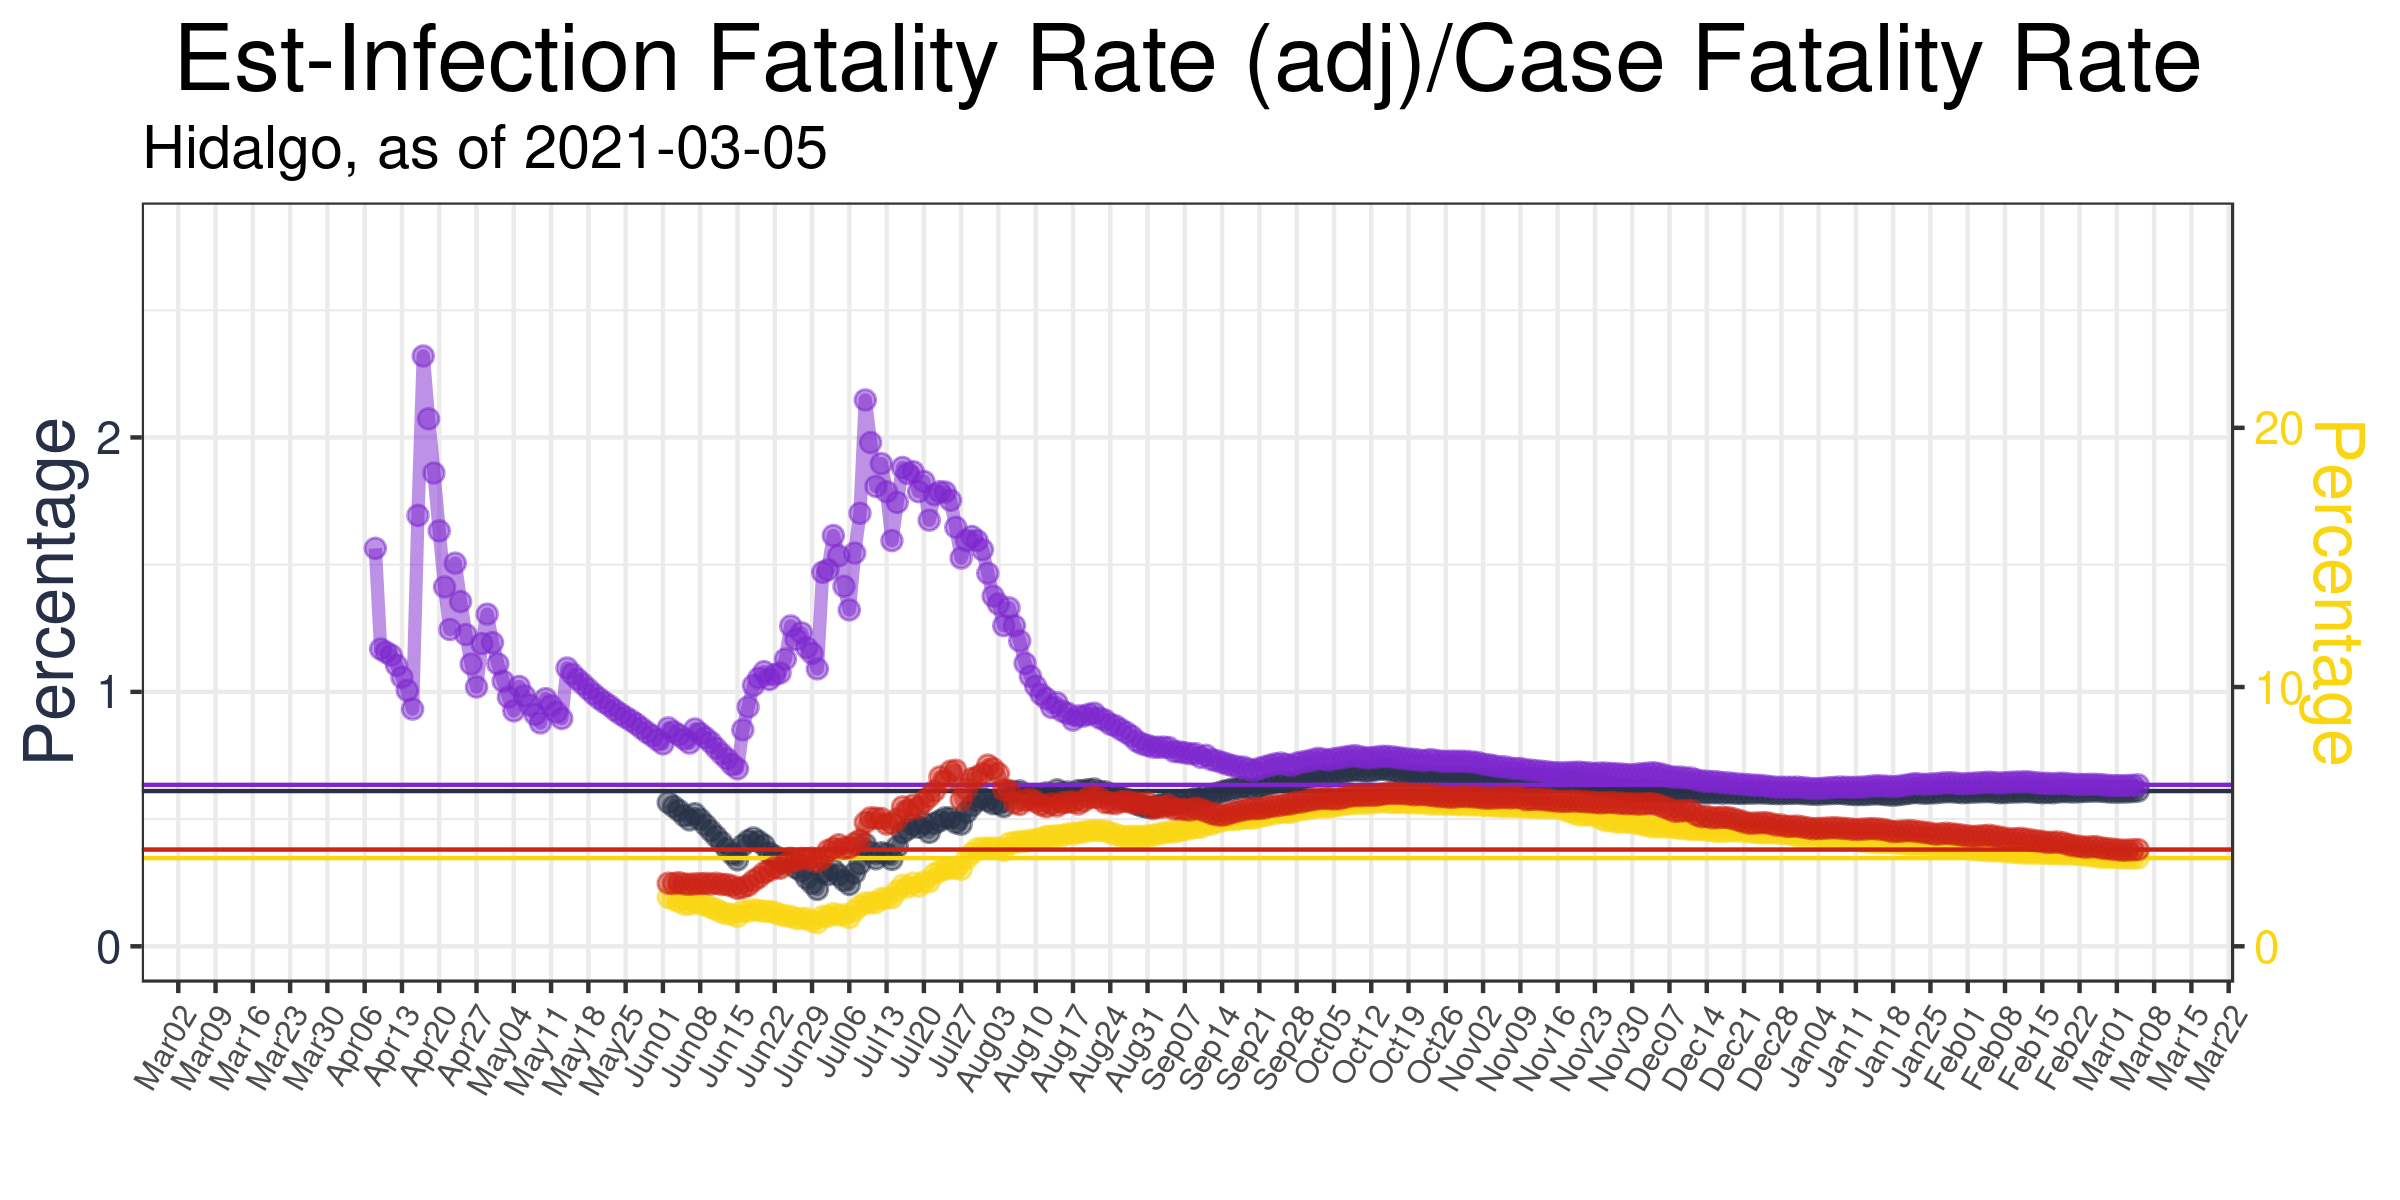 Est-Infection Fatality Rate (adj)/Case Fatality Rate
Hidalgo, as of 2021-03-05
Percentage
2
1
0
20
10
0
Percentage
Mar02
Mar09
Mar16
Mar23
Mar30
Apr06
Apr13
Apr20
Apr27
May04
May11
May18
May25
Jun01
Jun08
Jun15
Jun22
Jun29
Jul06
Jul13
Jul20
Jul27
Aug03
Aug10
Aug17
Aug24
Aug31
Sep07
Sep14
Sep21
Sep28
Oct05
Oct12
Oct19
Oct26
Nov02
Nov09
Nov16
Nov23
Nov30
Dec07
Dec14
Dec21
Dec28
Jan04
Jan11
Jan18
Jan25
Feb01
Feb08
Feb15
Feb22
Mar01
Mar08
Mar15
Mar22